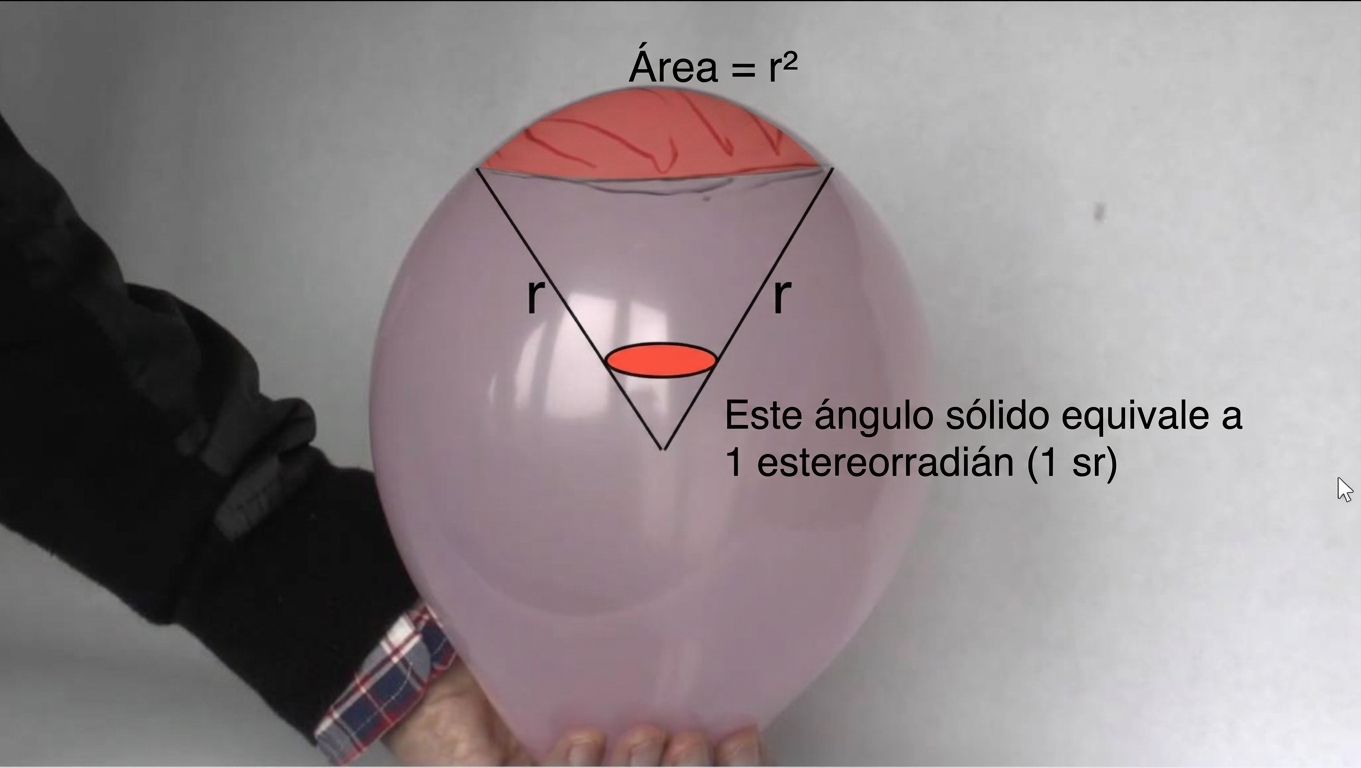 Área = r²
r
r
Este ángulo sólido equivale a
1 estereorradián (1 sr)